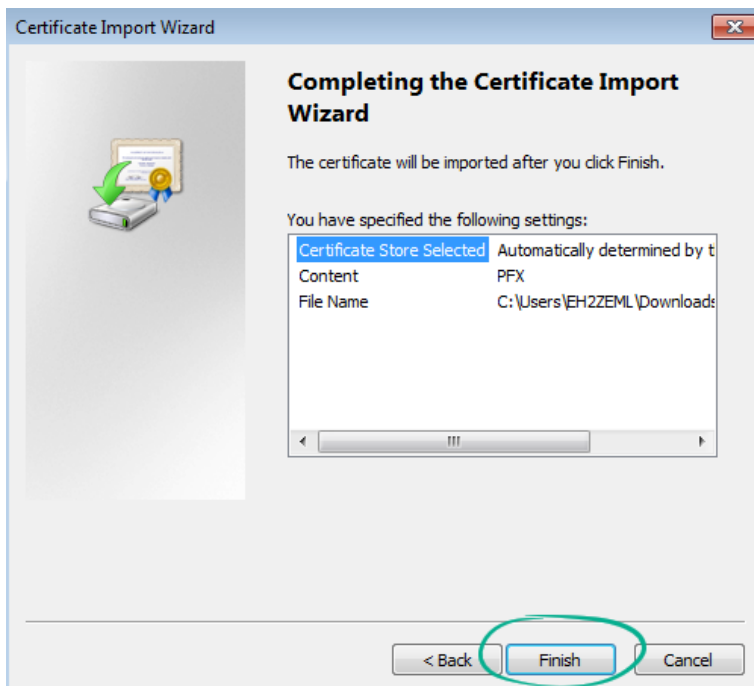 Certificate Import Wizard
Completing the Certificate Import
Wizard
The certificate will be imported after you click Finish.
You have specified the following settings:
Certificate Store Selected Automatically determined by t
Content PFX
File Name C:\Users\EH2ZEML\Downloads
< Back Finish Cancel